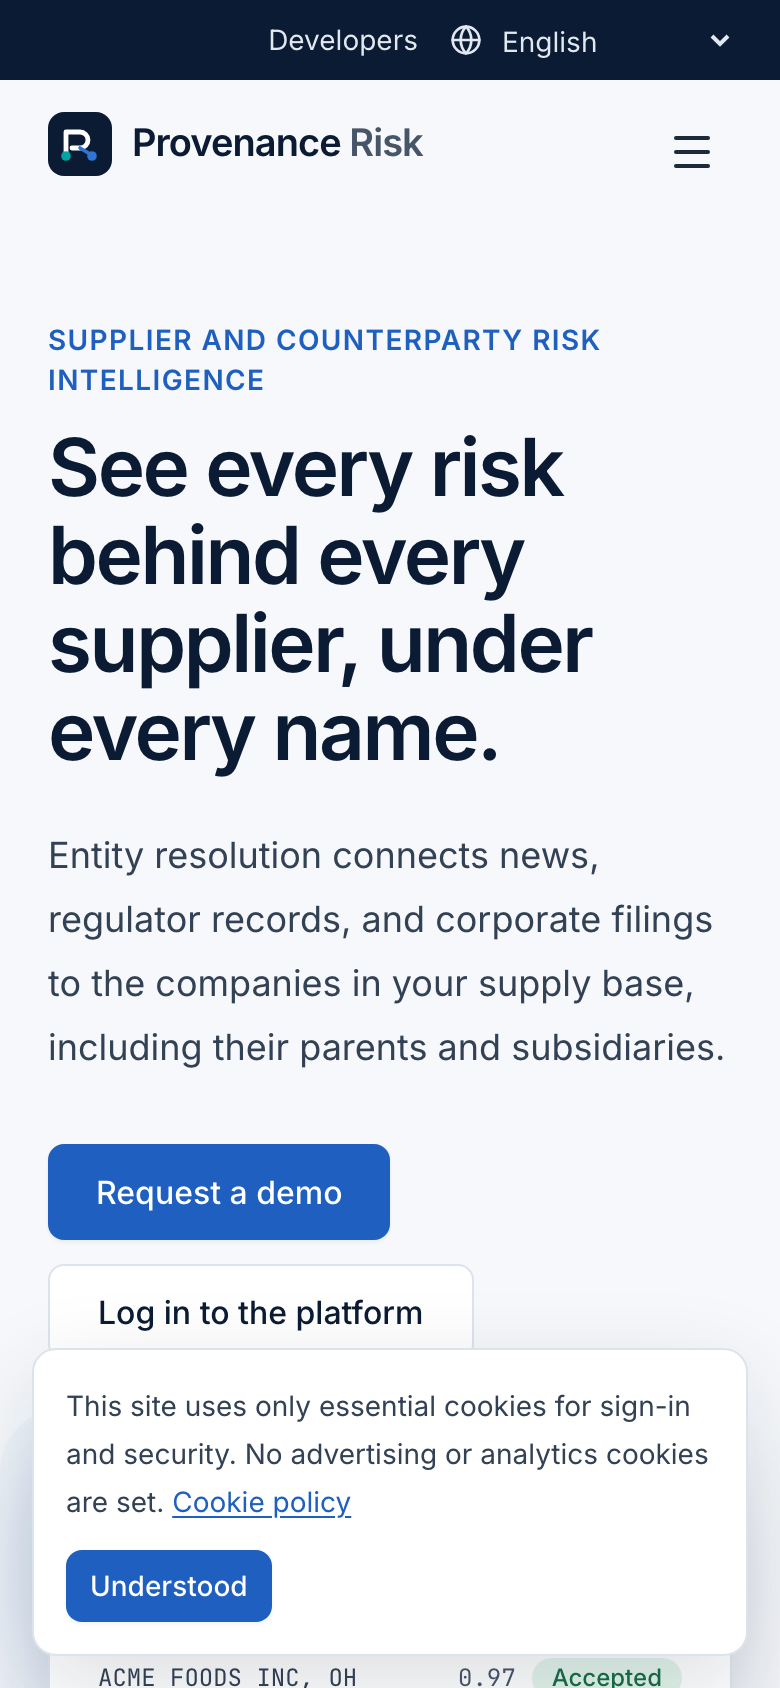 Developers English
Provenance Risk
SUPPLIER AND COUNTERPARTY RISK
INTELLIGENCE
See every risk
behind every
supplier, under
every name.
Entity resolution connects news,
regulator records, and corporate filings
to the companies in your supply base,
including their parents and subsidiaries.
Request a demo
Log in to the platform
This site uses only essential cookies for sign-in
and security. No advertising or analytics cookies
are set. Cookie policy
Understood
ACME FOODS INC, OH 0.97 Accepted